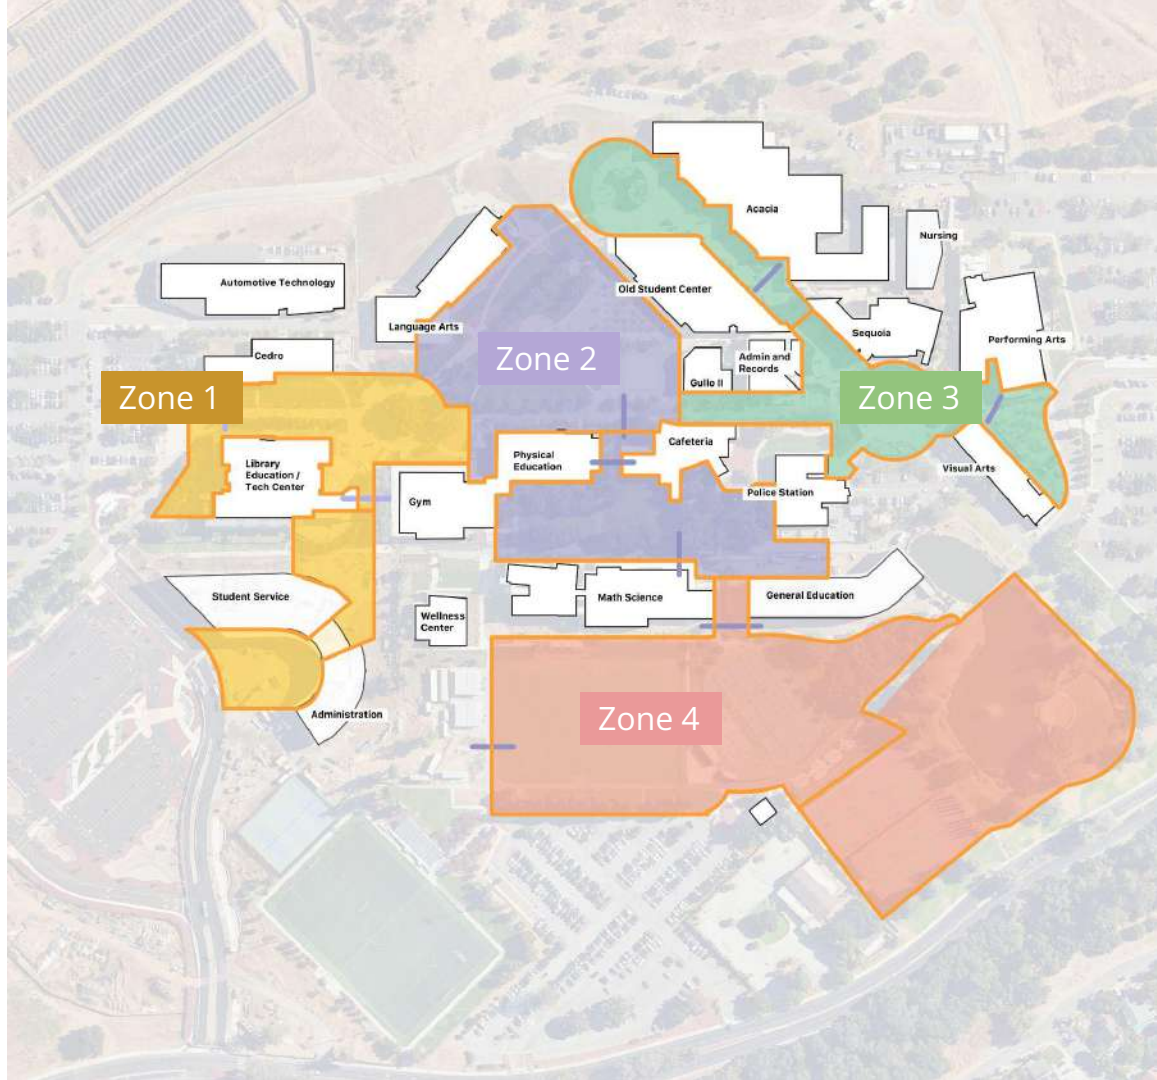 Acacia
Nursing
Automotive Technology
Old Student Center
Language Arts
Sequoia
Performing Arts
Cedro
Zone 2
Admin and
Records
Gullo II
Zone 1
Zone 3
Cafeteria
Physical
Education
Library
Education /
Tech Center
Visual Arts
Police Station
Gym
Student Service
Math Science
General Education
Wellness
Center
Administration
Zone 4